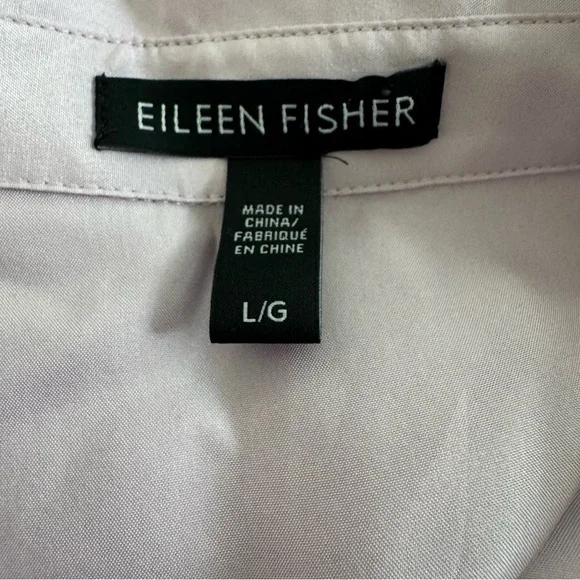 EILEEN FISHER
MADE IN
CHINA/
FABRIQUÉ
EN CHINE
L/G